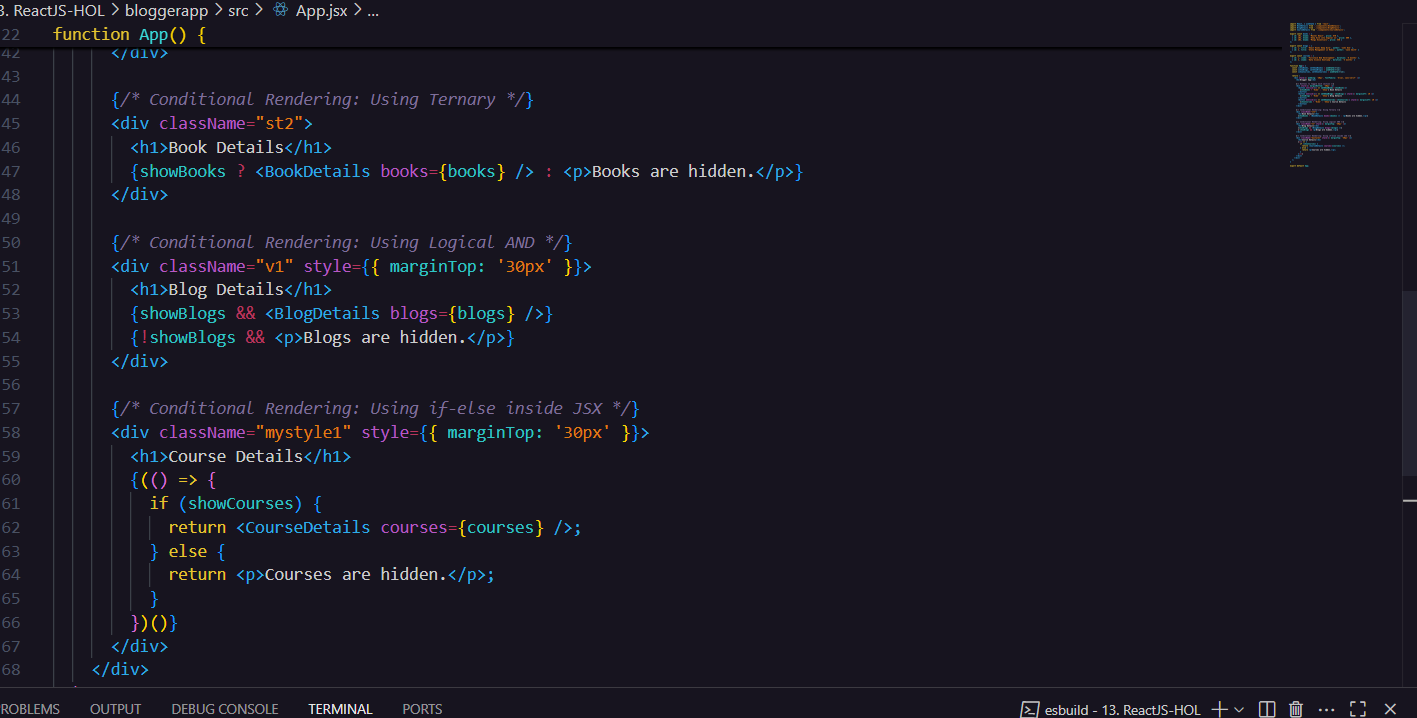 3. ReactJS-HOL > bloggerapp > src > App.jsx > ...
22 function App() {
42 </div>
43
44 {/* Conditional Rendering: Using Ternary */}
45 <div className="st2">
46 <h1>Book Details</h1>
47 {showBooks ? <BookDetails books={books} /> : <p>Books are hidden.</p>}
48 </div>
49
50 {/* Conditional Rendering: Using Logical AND */}
51 <div className="v1" style={{ marginTop: '30px' }}>
52 <h1>Blog Details</h1>
53 {showBlogs && <BlogDetails blogs={blogs} />}
54 {!showBlogs && <p>Blogs are hidden.</p>}
55 </div>
56
57 {/* Conditional Rendering: Using if-else inside JSX */}
58 <div className="mystyle1" style={{ marginTop: '30px' }}>
59 <h1>Course Details</h1>
60 {(() => {
61 if (showCourses) {
62 return <CourseDetails courses={courses} />;
63 } else {
64 return <p>Courses are hidden.</p>;
65 }
66 })()}
67 </div>
68 </div>
ROBLEMS OUTPUT DEBUG CONSOLE TERMINAL PORTS esbuild - 13. ReactJS-HOL